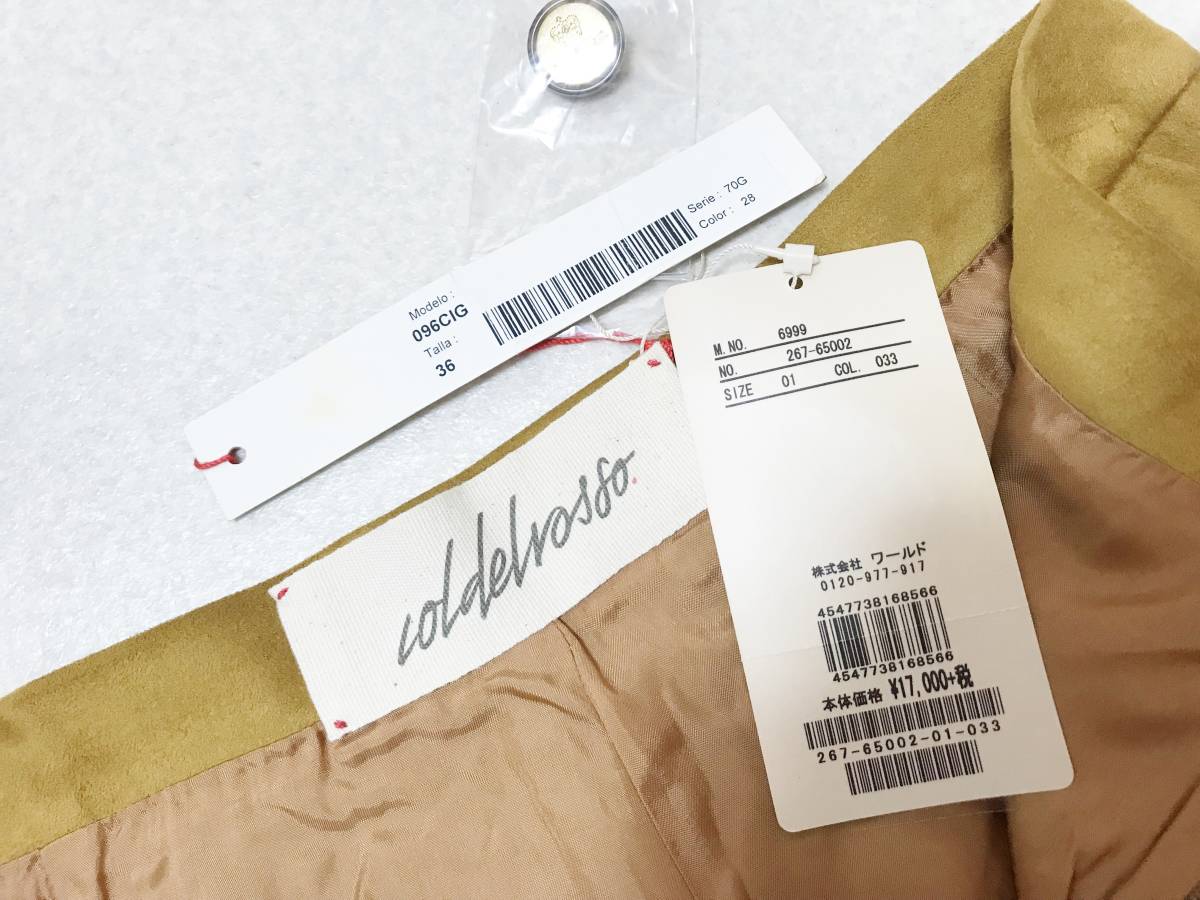 Modelo :
096CIG
Talla :
36
Serie : 70G
Color : 28
coldelrosso.
M.NO. 6999
NO. 267-65002
SIZE 01 COL. 033
株式会社 ワールド
0120-977-917
4547738168566
4547738168566
本体価格 ¥17,000+税
267-65002-01-033